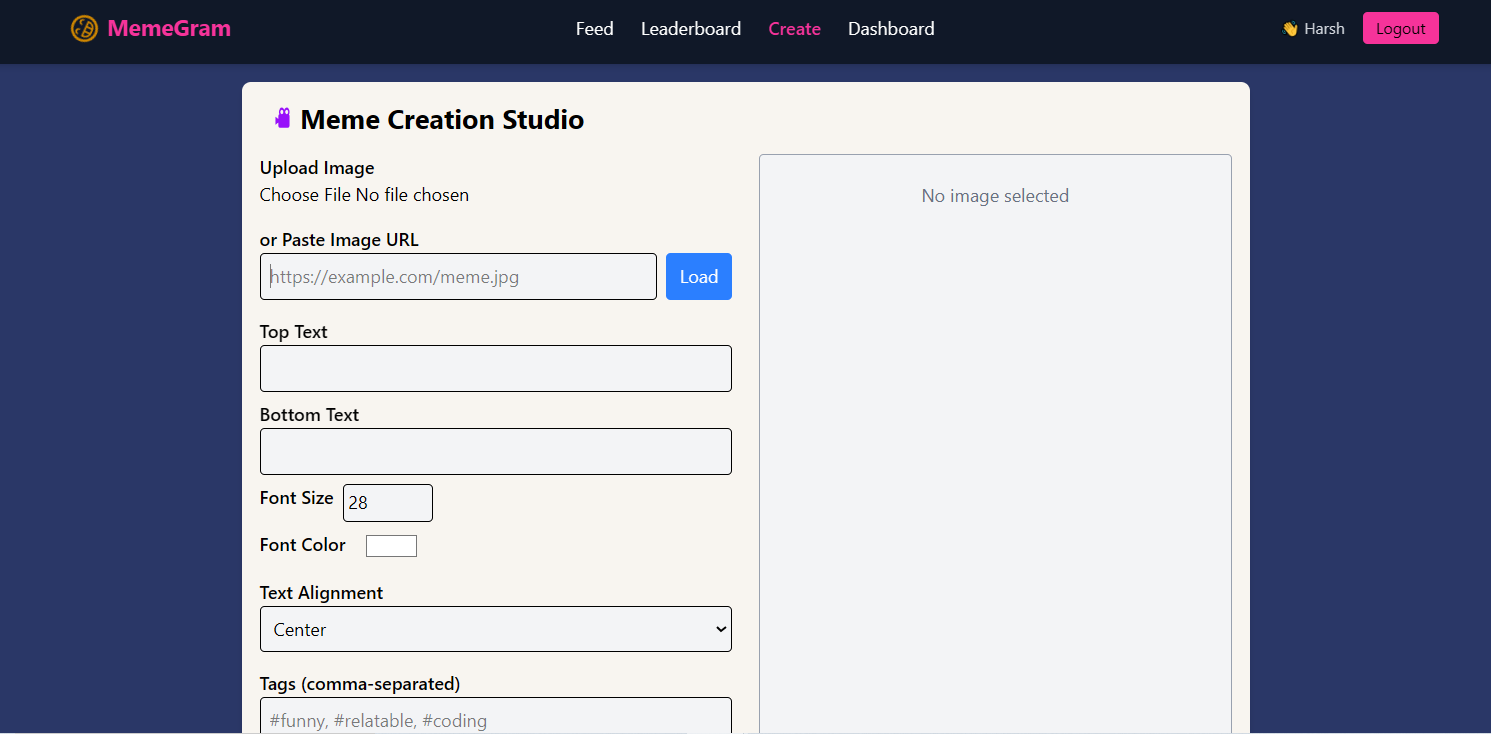 MemeGram
Feed Leaderboard Create Dashboard
👋 Harsh Logout
Meme Creation Studio
Upload Image
Choose File No file chosen
or Paste Image URL
https://example.com/meme.jpg
Load
Top Text
Bottom Text
Font Size 28
Font Color
Text Alignment
Center
Tags (comma-separated)
#funny, #relatable, #coding
No image selected